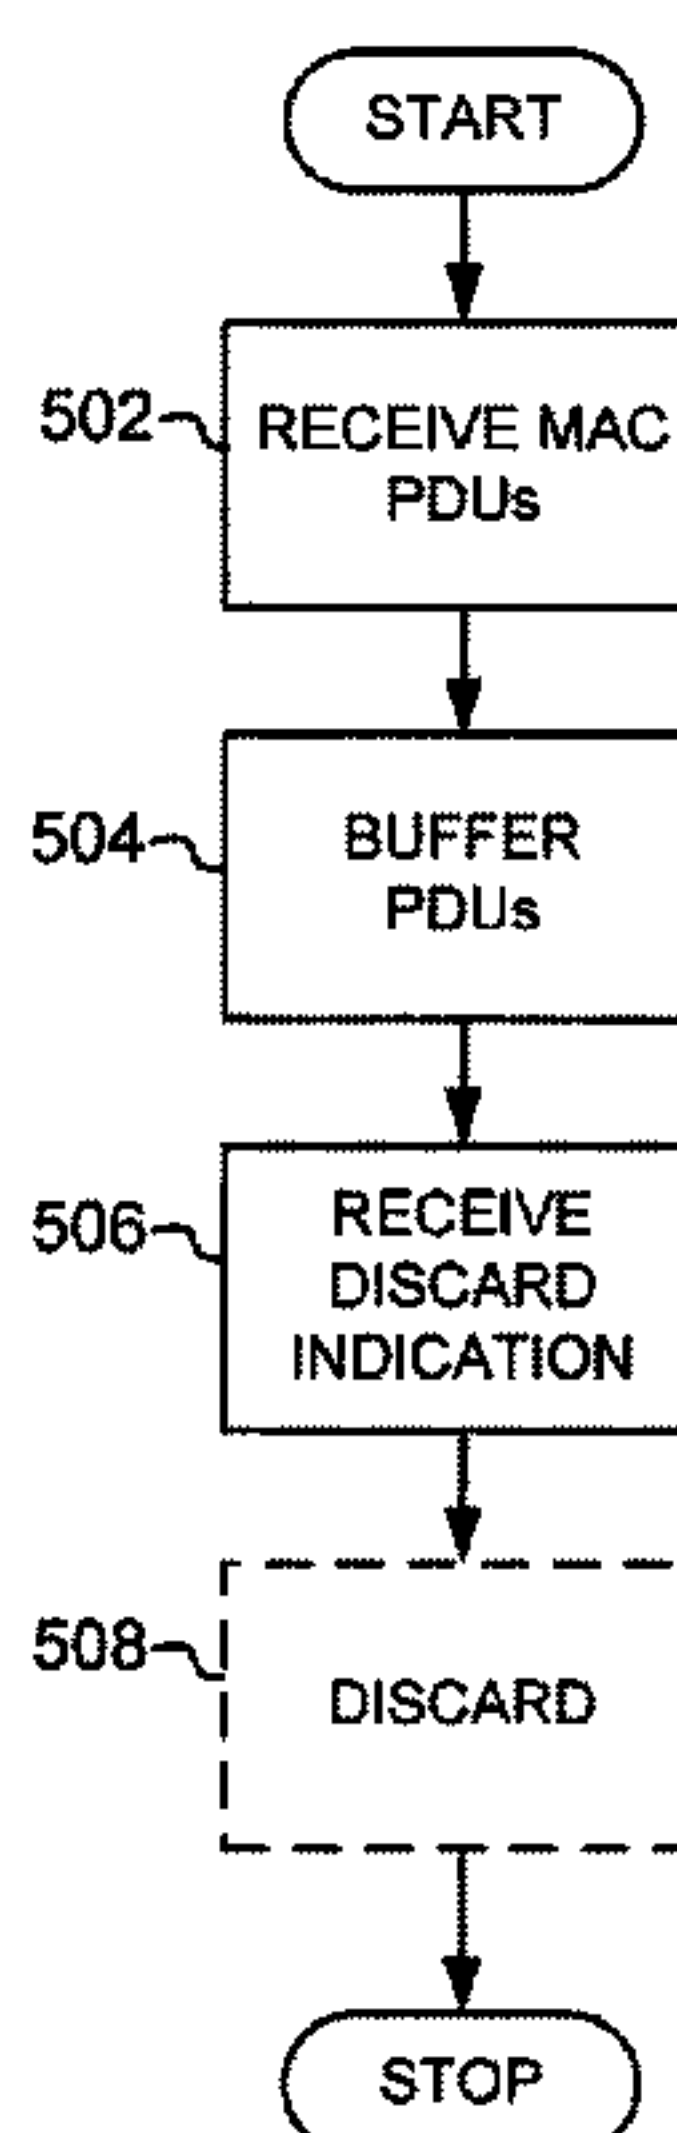 START
502
RECEIVE MAC
PDUs
504
BUFFER
PDUs
506
RECEIVE
DISCARD
INDICATION
508
DISCARD
STOP